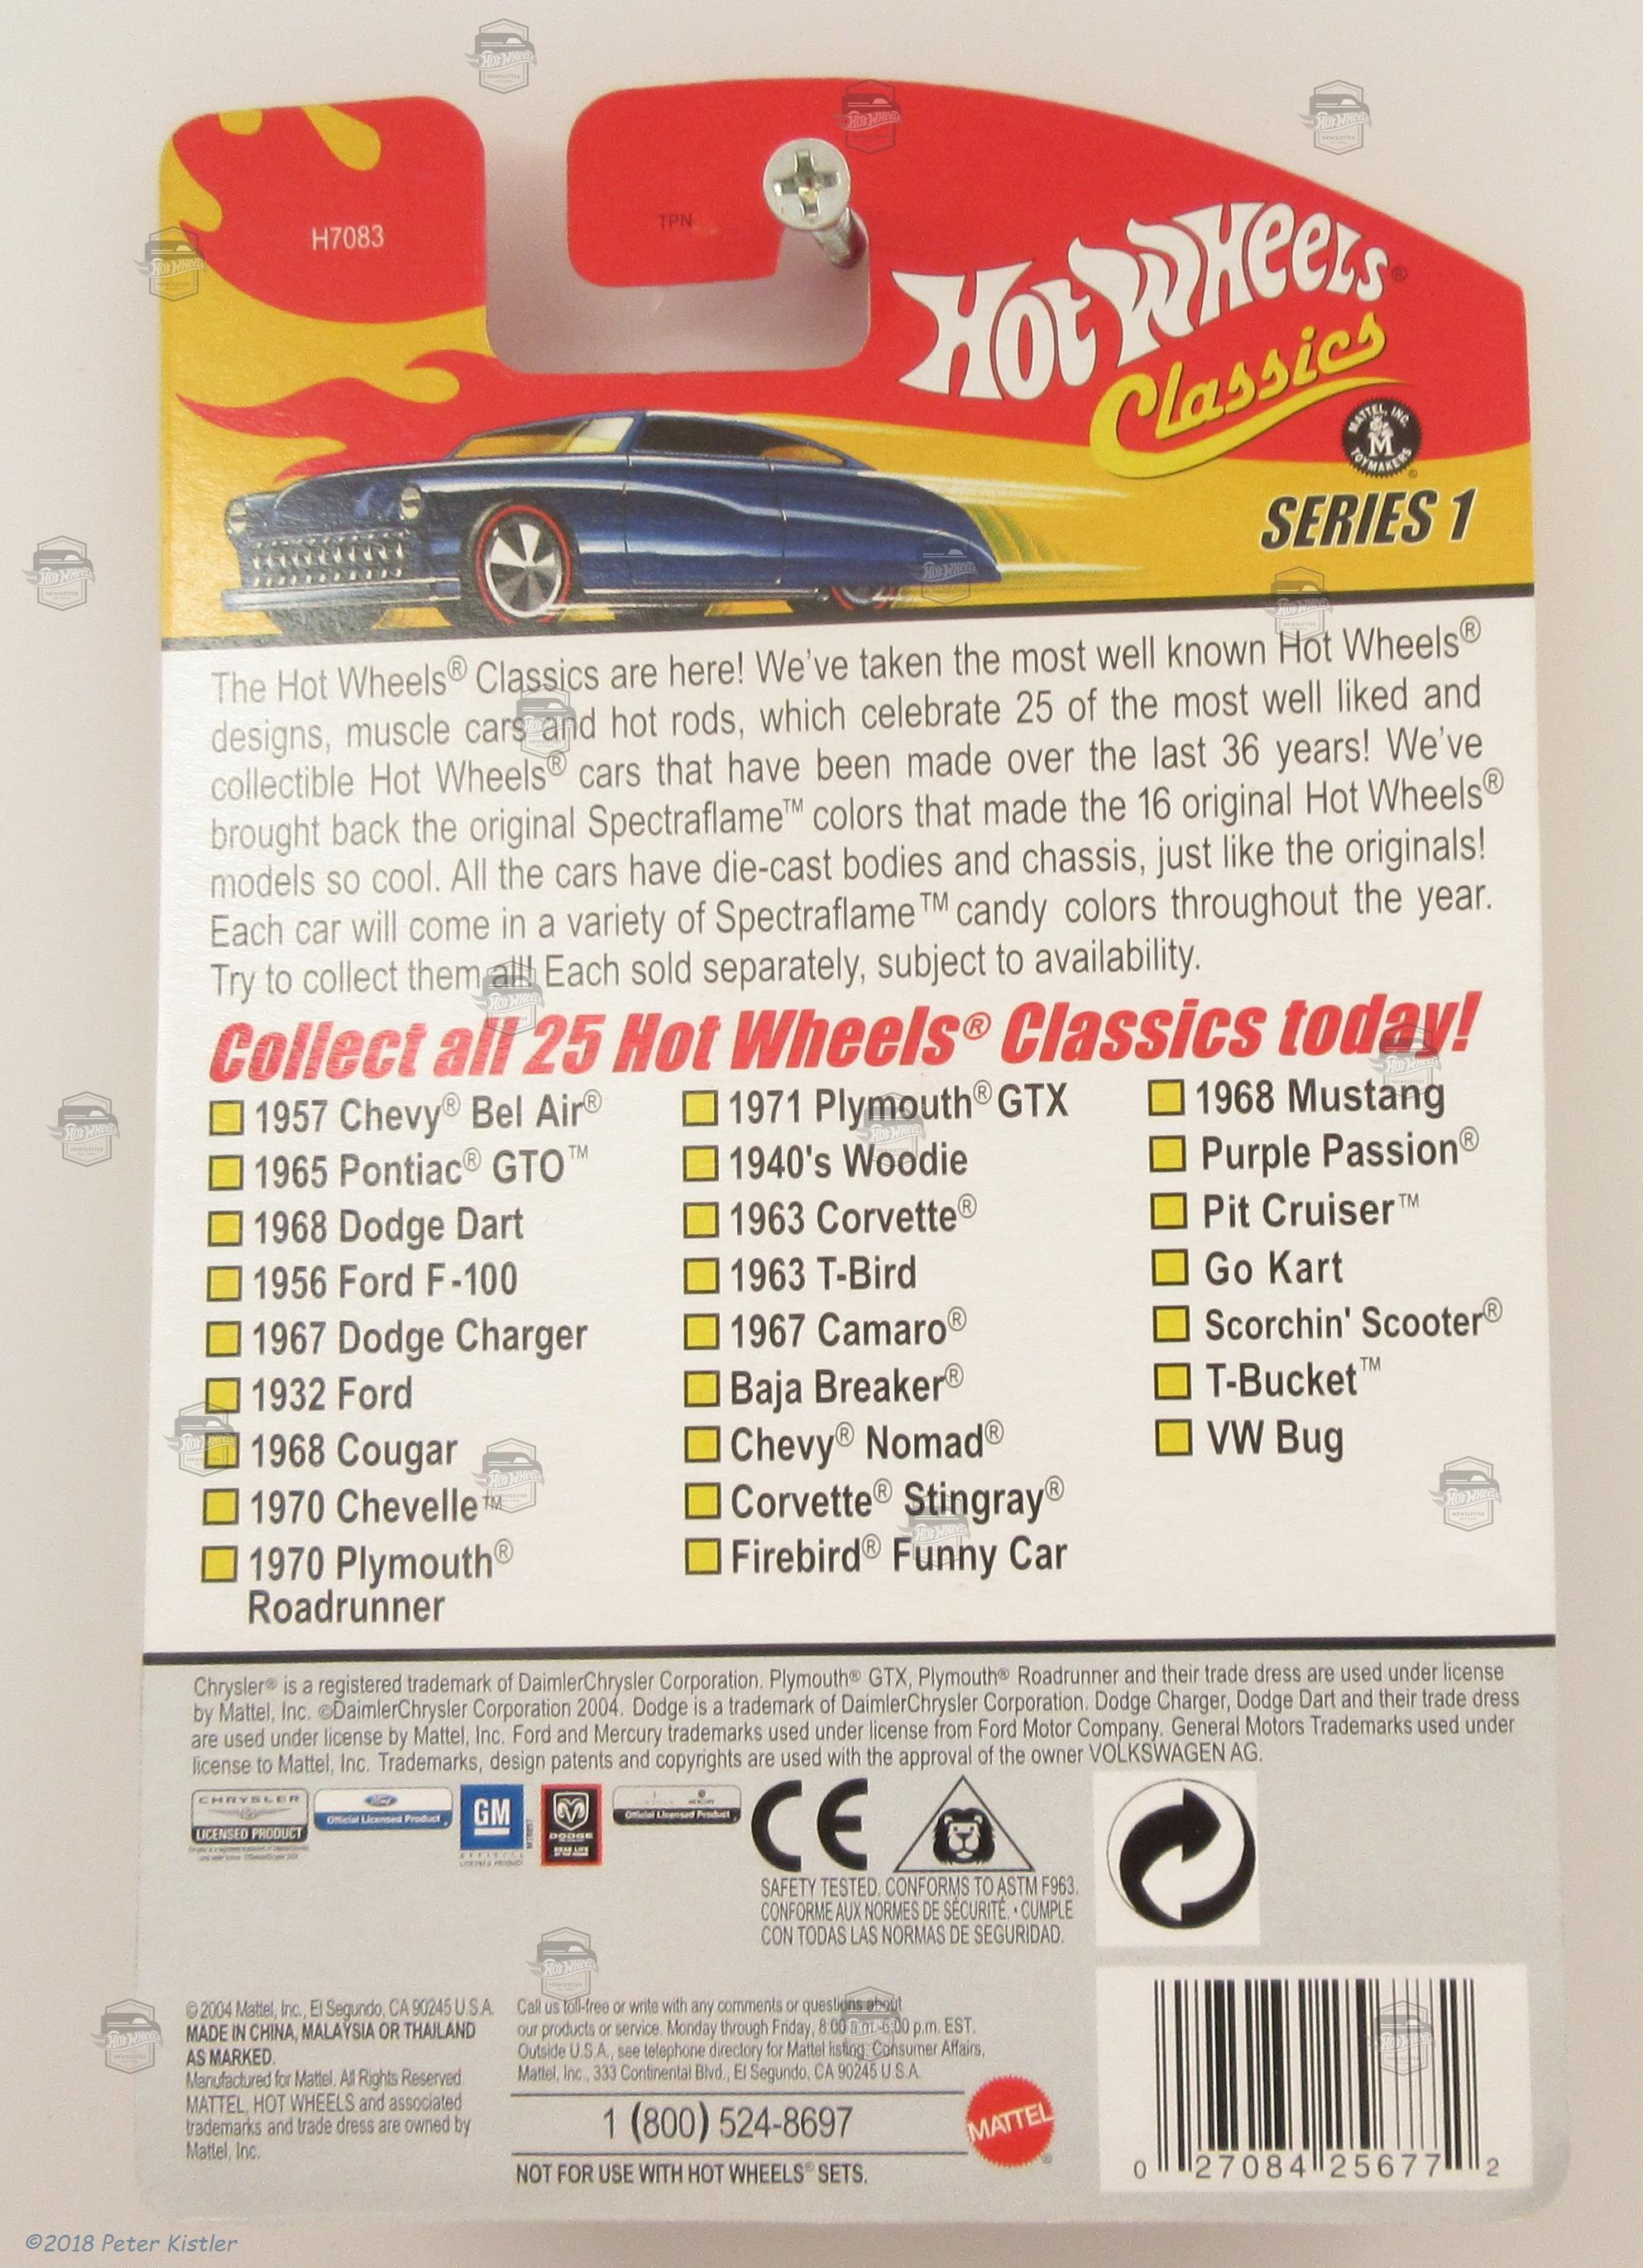 H7083
TPN
Hot Wheels®
Classics
MATTEL, INC.
M
TOYMAKERS
®
SERIES 1
The Hot Wheels® Classics are here! We've taken the most well known Hot Wheels®
designs, muscle cars and hot rods, which celebrate 25 of the most well liked and
collectible Hot Wheels® cars that have been made over the last 36 years! We've
brought back the original Spectraflame™ colors that made the 16 original Hot Wheels®
models so cool. All the cars have die-cast bodies and chassis, just like the originals!
Each car will come in a variety of Spectraflame™ candy colors throughout the year.
Try to collect them all! Each sold separately, subject to availability.
Collect all 25 Hot Wheels® Classics today!
1957 Chevy® Bel Air®
1965 Pontiac® GTO™
1968 Dodge Dart
1956 Ford F-100
1967 Dodge Charger
1932 Ford
1968 Cougar
1970 Chevelle™
1970 Plymouth®
Roadrunner
1971 Plymouth® GTX
1940's Woodie
1963 Corvette®
1963 T-Bird
1967 Camaro®
Baja Breaker®
Chevy® Nomad®
Corvette® Stingray®
Firebird® Funny Car
1968 Mustang
Purple Passion®
Pit Cruiser™
Go Kart
Scorchin' Scooter®
T-Bucket™
VW Bug
Chrysler® is a registered trademark of DaimlerChrysler Corporation. Plymouth® GTX, Plymouth® Roadrunner and their trade dress are used under license
by Mattel, Inc. ©DaimlerChrysler Corporation 2004. Dodge is a trademark of DaimlerChrysler Corporation. Dodge Charger, Dodge Dart and their trade dress
are used under license by Mattel, Inc. Ford and Mercury trademarks used under license from Ford Motor Company. General Motors Trademarks used under
license to Mattel, Inc. Trademarks, design patents and copyrights are used with the approval of the owner VOLKSWAGEN AG.
CHRYSLER
LICENSED PRODUCT
Ford
Official Licensed Product
GM
DODGE
Official Licensed Product
CE
SAFETY TESTED. CONFORMS TO ASTM F963.
CONFORME AUX NORMES DE SÉCURITÉ. • CUMPLE
CON TODAS LAS NORMAS DE SEGURIDAD.
© 2004 Mattel, Inc., El Segundo, CA 90245 U.S.A.
MADE IN CHINA, MALAYSIA OR THAILAND
AS MARKED.
Manufactured for Mattel. All Rights Reserved.
MATTEL, HOT WHEELS and associated
trademarks and trade dress are owned by
Mattel, Inc.
Call us toll-free or write with any comments or questions about
our products or service. Monday through Friday, 8:00 a.m.-6:00 p.m. EST.
Outside U.S.A., see telephone directory for Mattel listing. Consumer Affairs,
Mattel, Inc., 333 Continental Blvd., El Segundo, CA 90245 U.S.A.
1 (800) 524-8697
NOT FOR USE WITH HOT WHEELS® SETS.
MATTEL
®
0 27084 25677 2
©2018 Peter Kistler